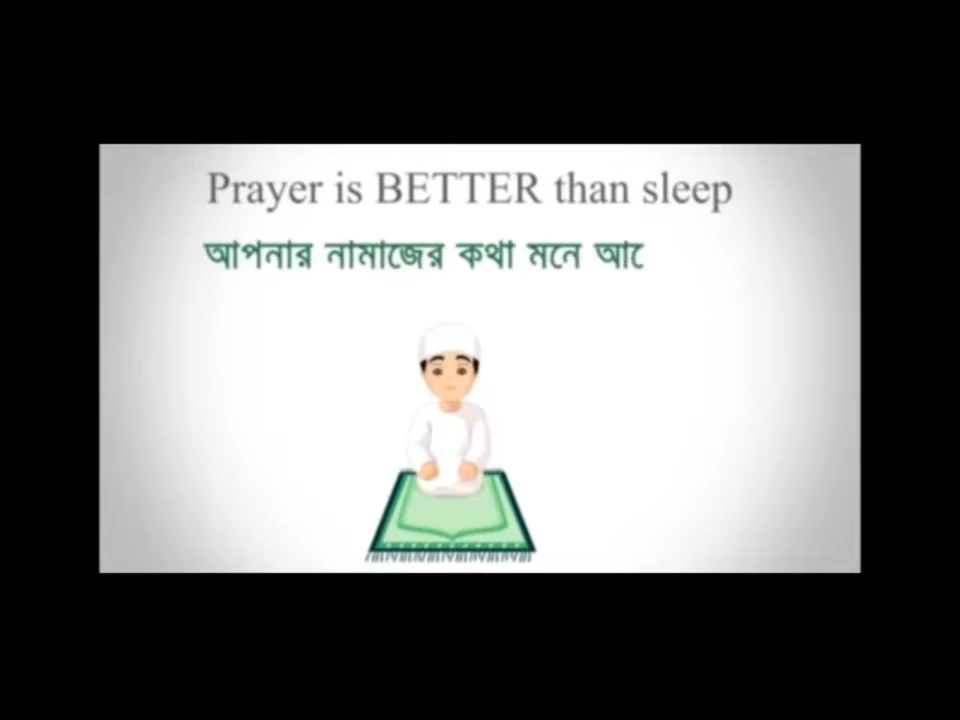 Prayer is BETTER than sleep
আপনার নামাজের কথা মনে আ